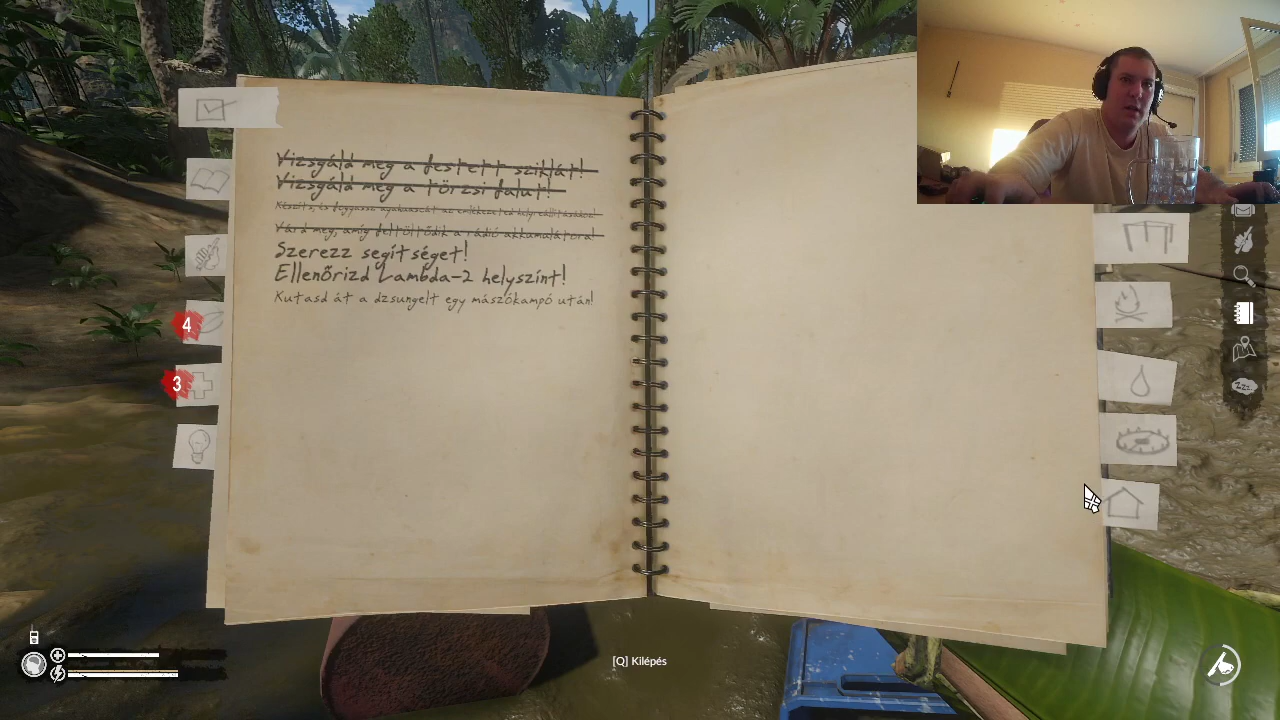 Vizsgáld meg a festett sziklát!
Vizsgáld meg a törzsi falat!
Várd meg, amíg feltöltődik a rádió akkumulátora!
Szerezz segítséget!
Ellenőrizd Lambda-2 helyszínt!
Kutasd át a dzsungelt egy mászókampó után!
4
3
[Q] Kilépés